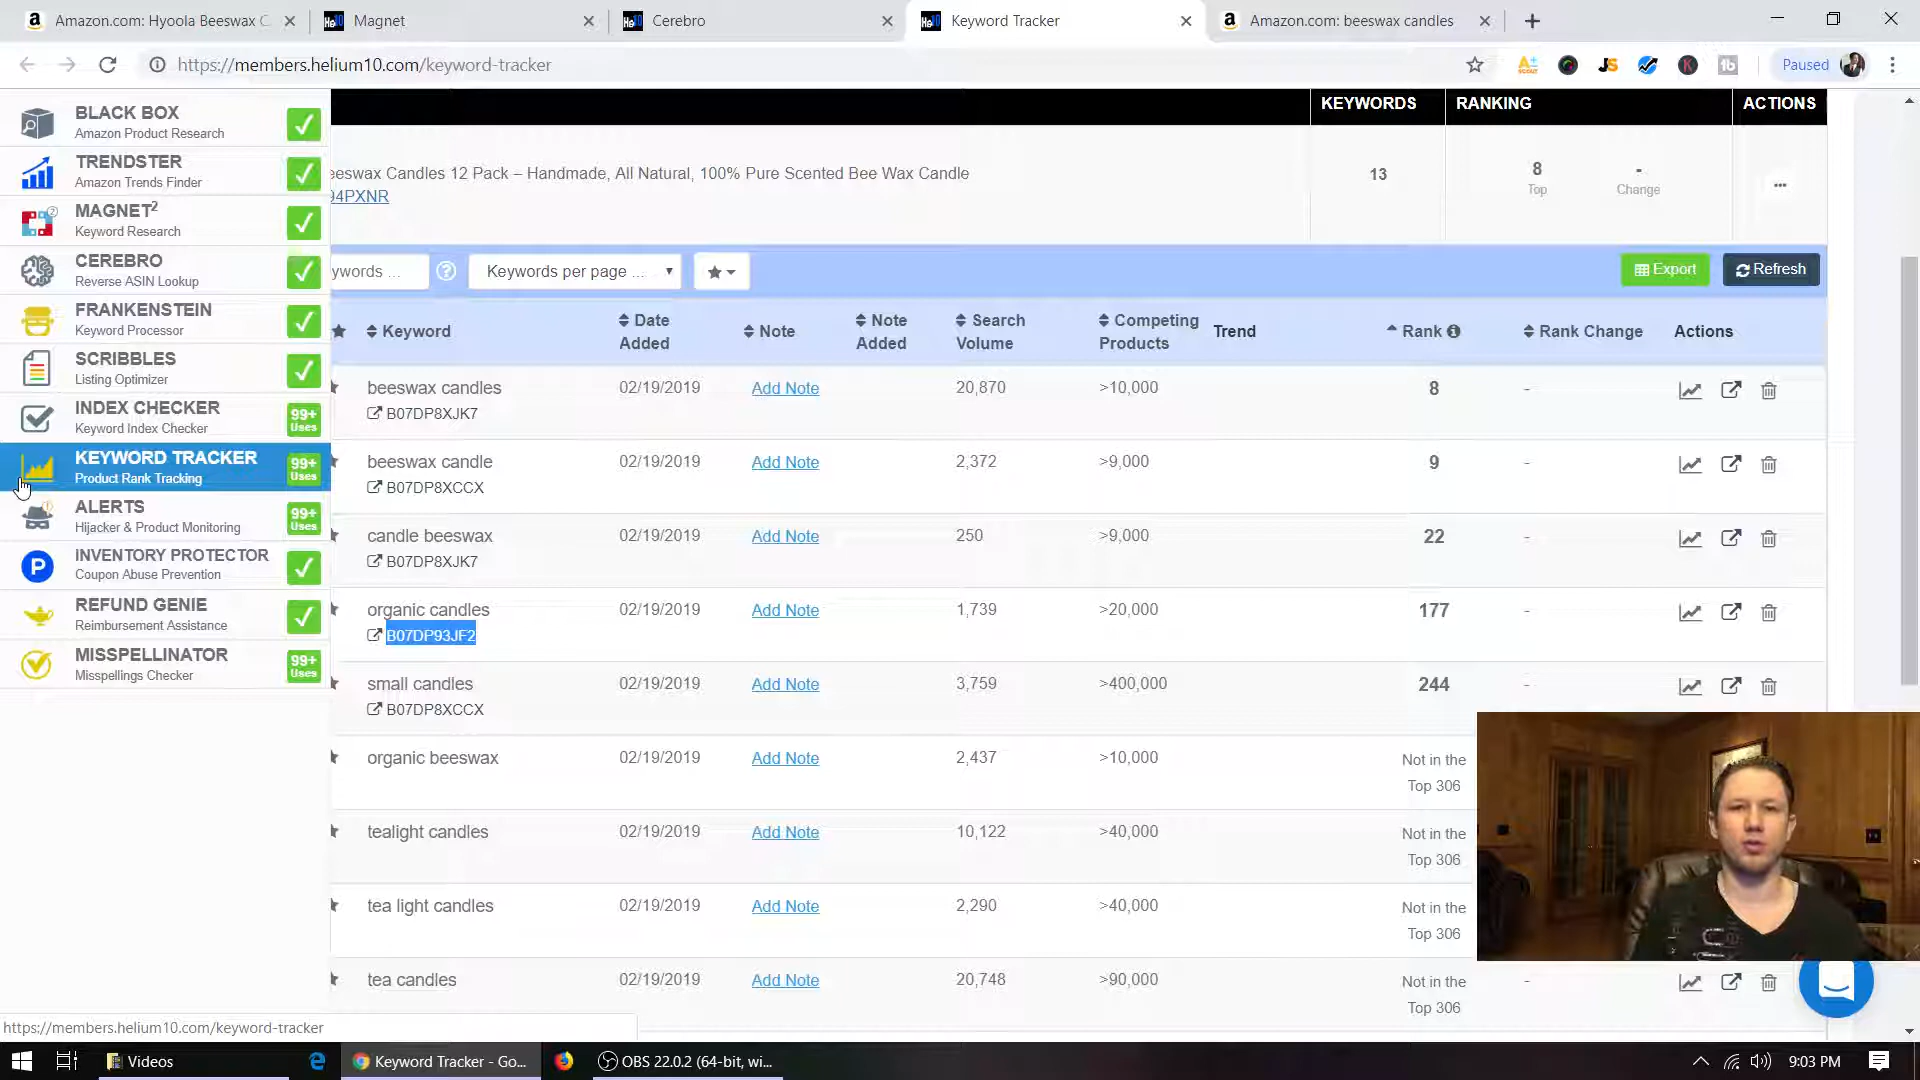 Amazon.com: Hyoola Beeswax C
Magnet
Cerebro
Keyword Tracker
Amazon.com: beeswax candles
https://members.helium10.com/keyword-tracker
Paused
BLACK BOX
Amazon Product Research
TRENDSTER
Amazon Trends Finder
MAGNET2
Keyword Research
CEREBRO
Reverse ASIN Lookup
FRANKENSTEIN
Keyword Processor
SCRIBBLES
Listing Optimizer
INDEX CHECKER
Keyword Index Checker
99+
Uses
KEYWORD TRACKER
Product Rank Tracking
99+
Uses
ALERTS
Hijacker & Product Monitoring
99+
Uses
INVENTORY PROTECTOR
Coupon Abuse Prevention
REFUND GENIE
Reimbursement Assistance
MISSPELLINATOR
Misspellings Checker
99+
Uses
KEYWORDS RANKING ACTIONS
eeswax Candles 12 Pack – Handmade, All Natural, 100% Pure Scented Bee Wax Candle
94PXNR
13
8 -
Top Change
ywords ...
Keywords per page ...
Export
Refresh
Keyword Date Added Note Note Added Search Volume Competing Products Trend Rank Rank Change Actions
beeswax candles 02/19/2019 Add Note 20,870 >10,000 8 -
B07DP8XJK7
beeswax candle 02/19/2019 Add Note 2,372 >9,000 9 -
B07DP8XCCX
candle beeswax 02/19/2019 Add Note 250 >9,000 22 -
B07DP8XJK7
organic candles 02/19/2019 Add Note 1,739 >20,000 177 -
B07DP93JF2
small candles 02/19/2019 Add Note 3,759 >400,000 244 -
B07DP8XCCX
organic beeswax 02/19/2019 Add Note 2,437 >10,000 Not in the
Top 306
tealight candles 02/19/2019 Add Note 10,122 >40,000 Not in the
Top 306
tea light candles 02/19/2019 Add Note 2,290 >40,000 Not in the
Top 306
tea candles 02/19/2019 Add Note 20,748 >90,000 Not in the -
Top 306
https://members.helium10.com/keyword-tracker
Videos
Keyword Tracker - Go...
OBS 22.0.2 (64-bit, wi...
9:03 PM